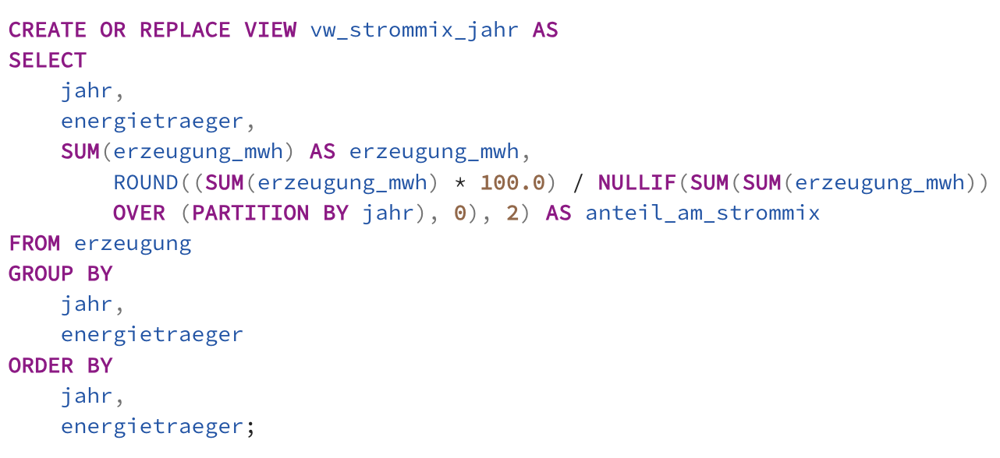 CREATE OR REPLACE VIEW vw_strommix_jahr AS
SELECT
    jahr,
    energietraeger,
    SUM(erzeugung_mwh) AS erzeugung_mwh,
        ROUND((SUM(erzeugung_mwh) * 100.0) / NULLIF(SUM(SUM(erzeugung_mwh))
        OVER (PARTITION BY jahr), 0), 2) AS anteil_am_strommix
FROM erzeugung
GROUP BY
    jahr,
    energietraeger
ORDER BY
    jahr,
    energietraeger;